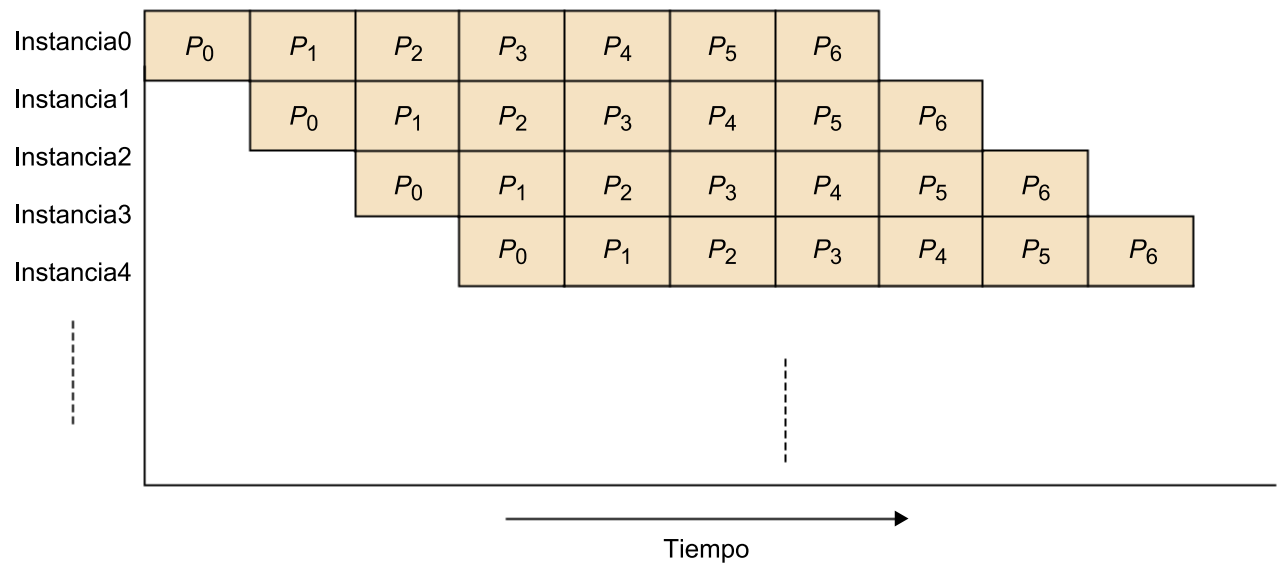 Instancia0 P0 P1 P2 P3 P4 P5 P6
Instancia1 P0 P1 P2 P3 P4 P5 P6
Instancia2 P0 P1 P2 P3 P4 P5 P6
Instancia3 P0 P1 P2 P3 P4 P5 P6
Instancia4
Tiempo